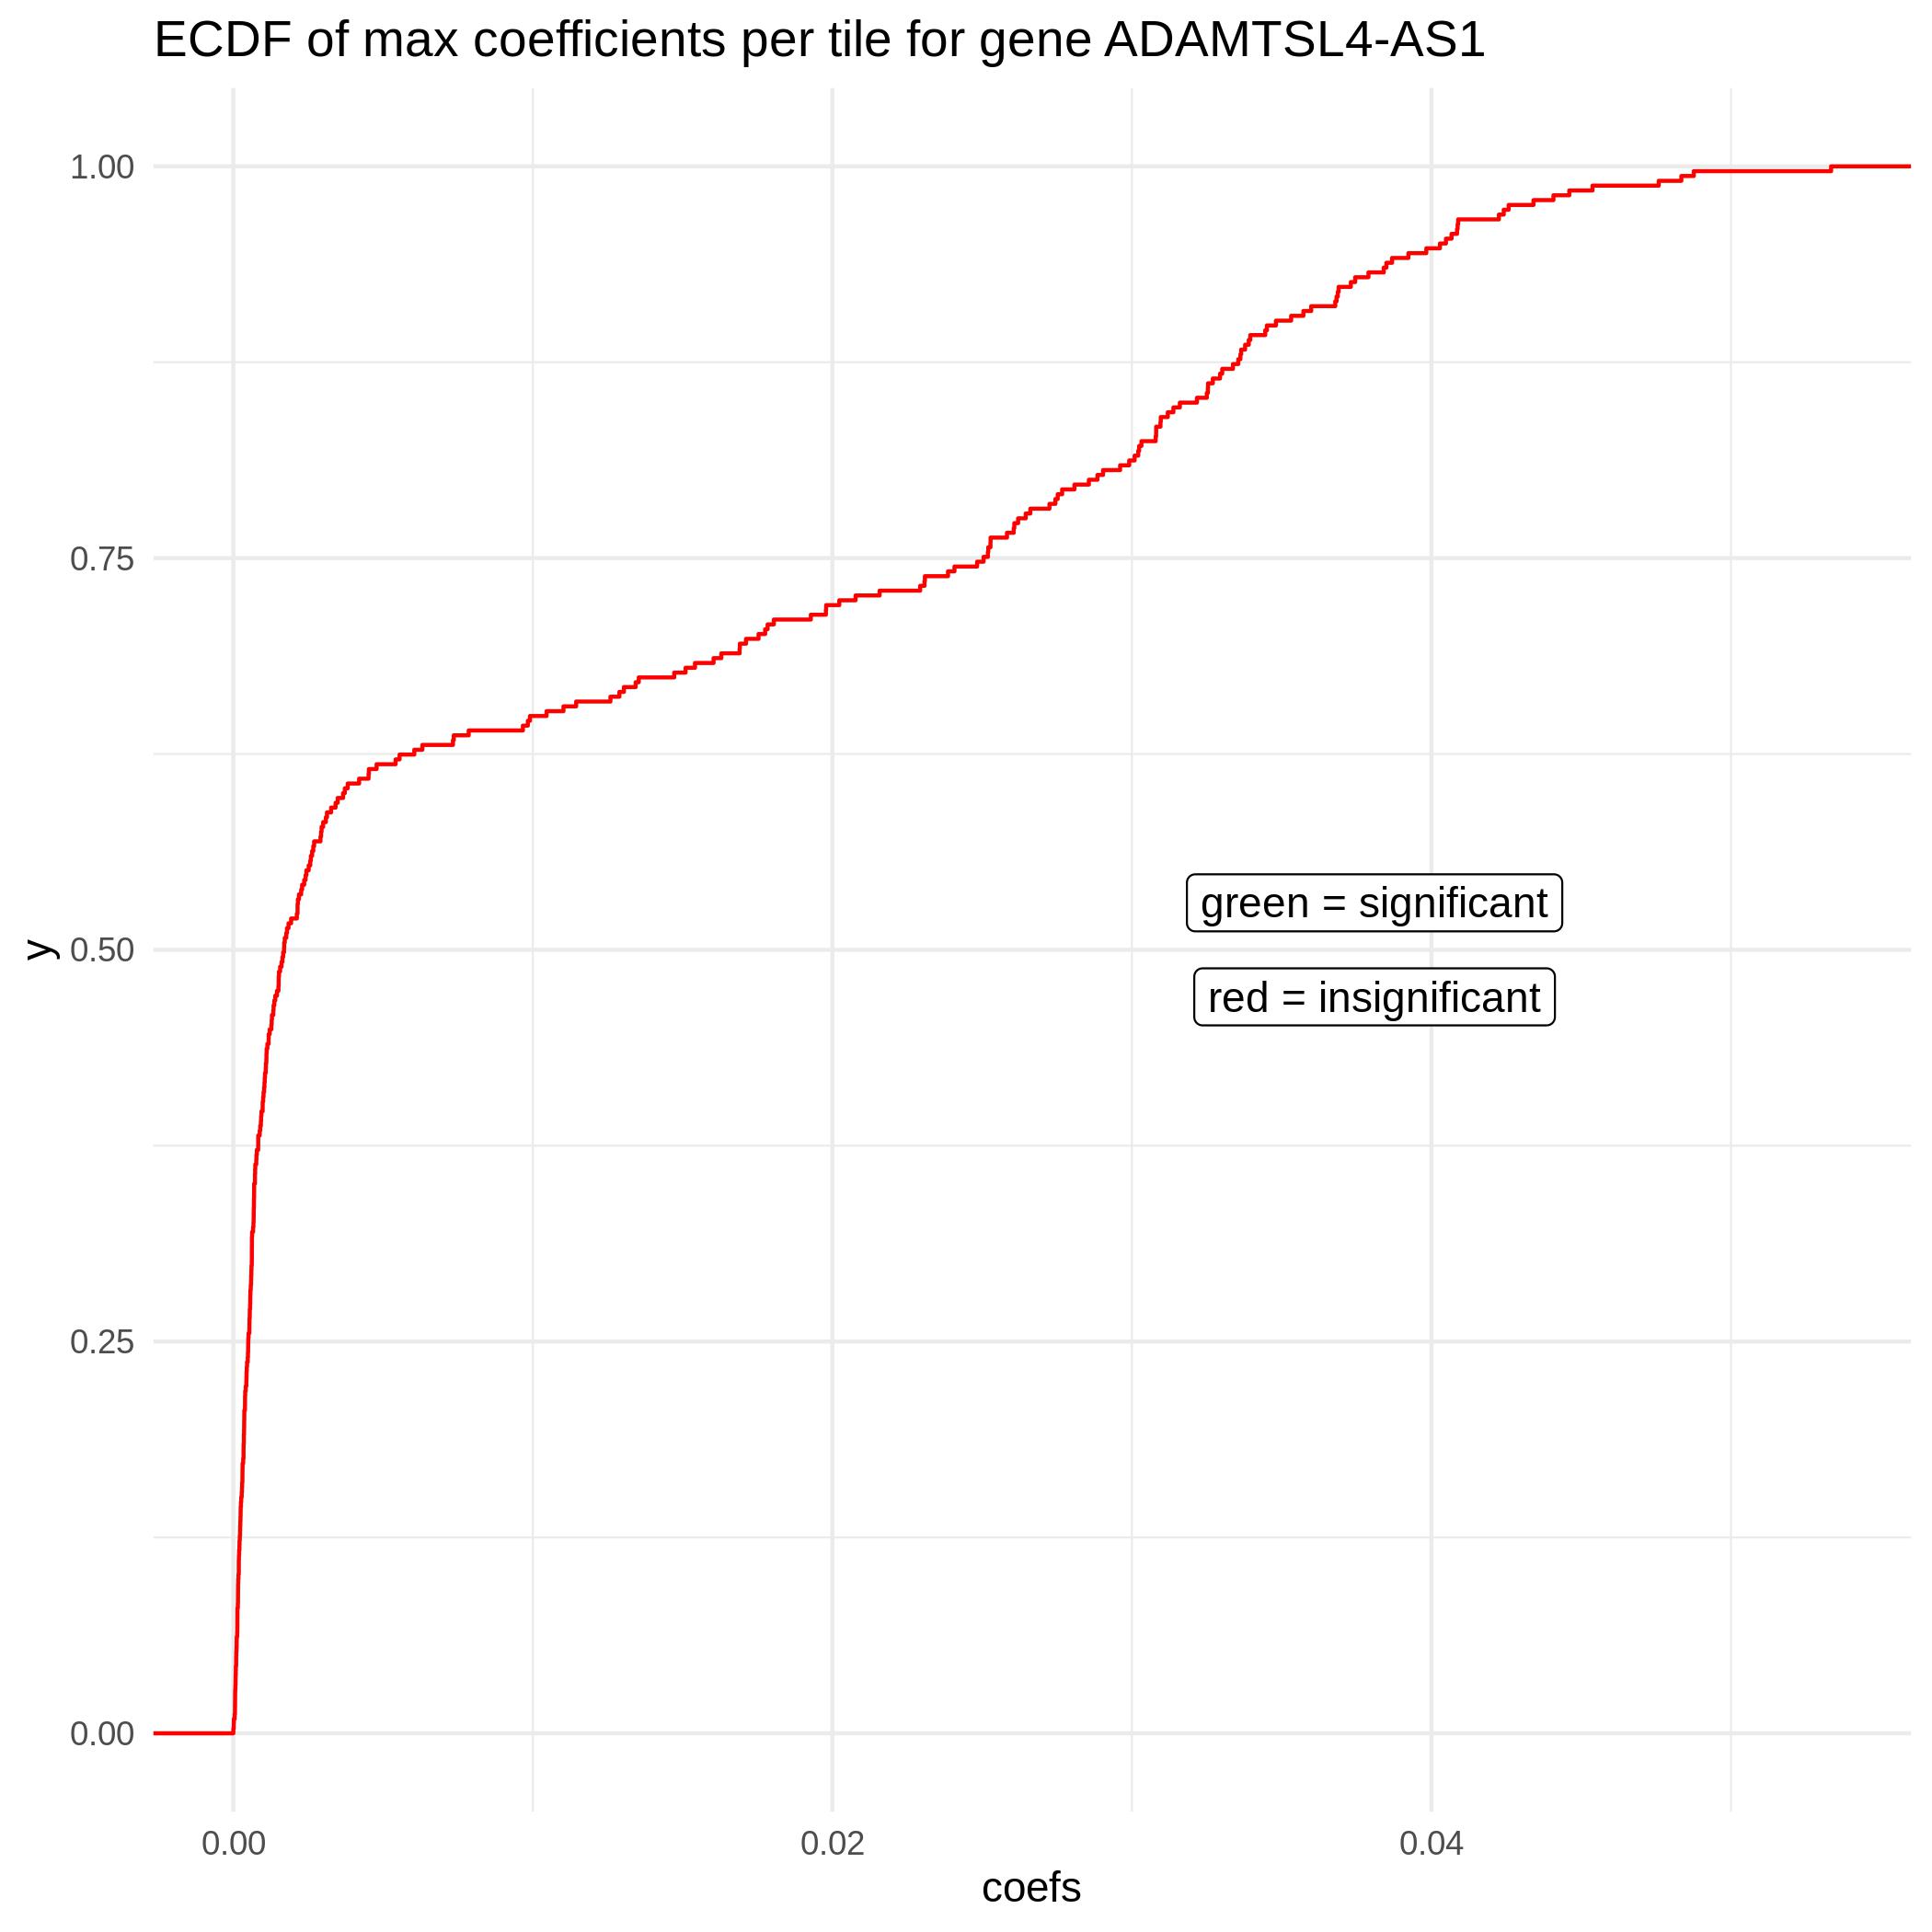 ECDF of max coefficients per tile for gene ADAMTSL4-AS1
1.00
0.75
0.50
0.25
0.00
y
green = significant
red = insignificant
0.00 0.02 0.04
coefs